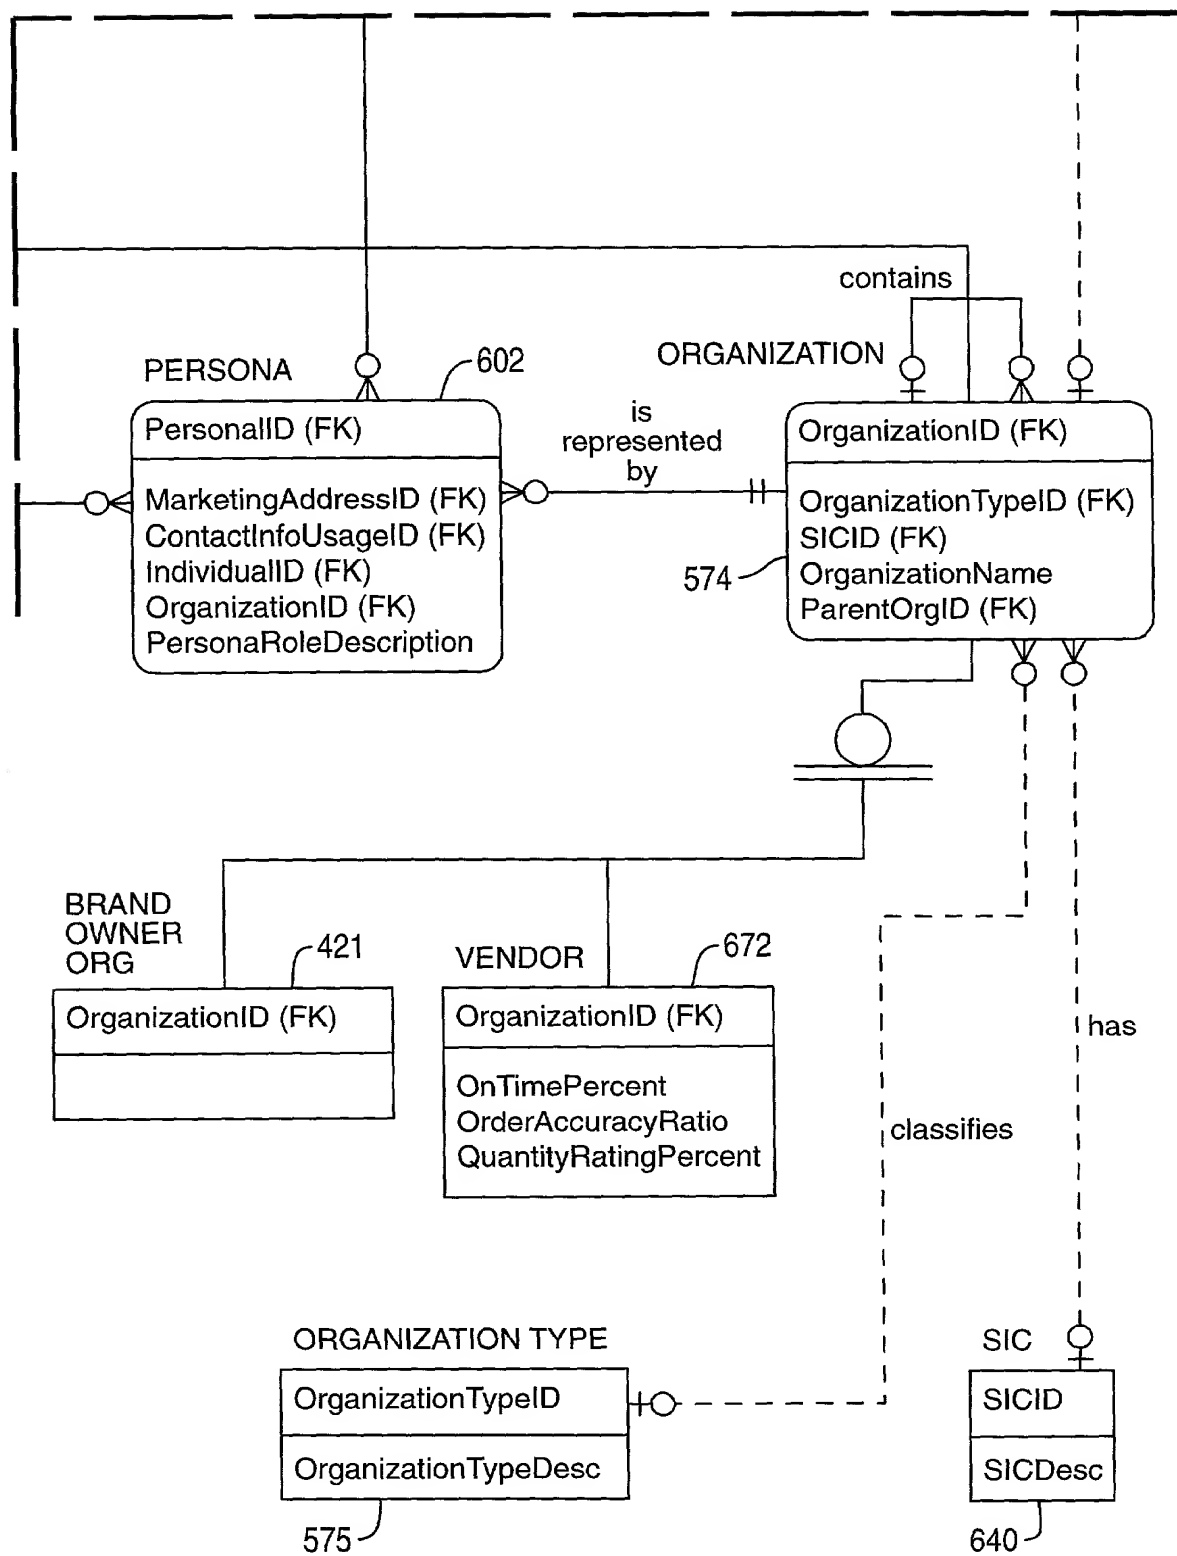 contains
ORGANIZATION
PERSONA
602
is
represented
by
PersonalID (FK)
MarketingAddressID (FK)
ContactInfoUsageID (FK)
IndividualID (FK)
OrganizationID (FK)
PersonaRoleDescription
OrganizationID (FK)
OrganizationTypeID (FK)
SICID (FK)
OrganizationName
ParentOrgID (FK)
574
BRAND
OWNER
ORG
421
OrganizationID (FK)
VENDOR
672
OrganizationID (FK)
OnTimePercent
OrderAccuracyRatio
QuantityRatingPercent
has
classifies
ORGANIZATION TYPE
OrganizationTypeID
OrganizationTypeDesc
575
SIC
SICID
SICDesc
640